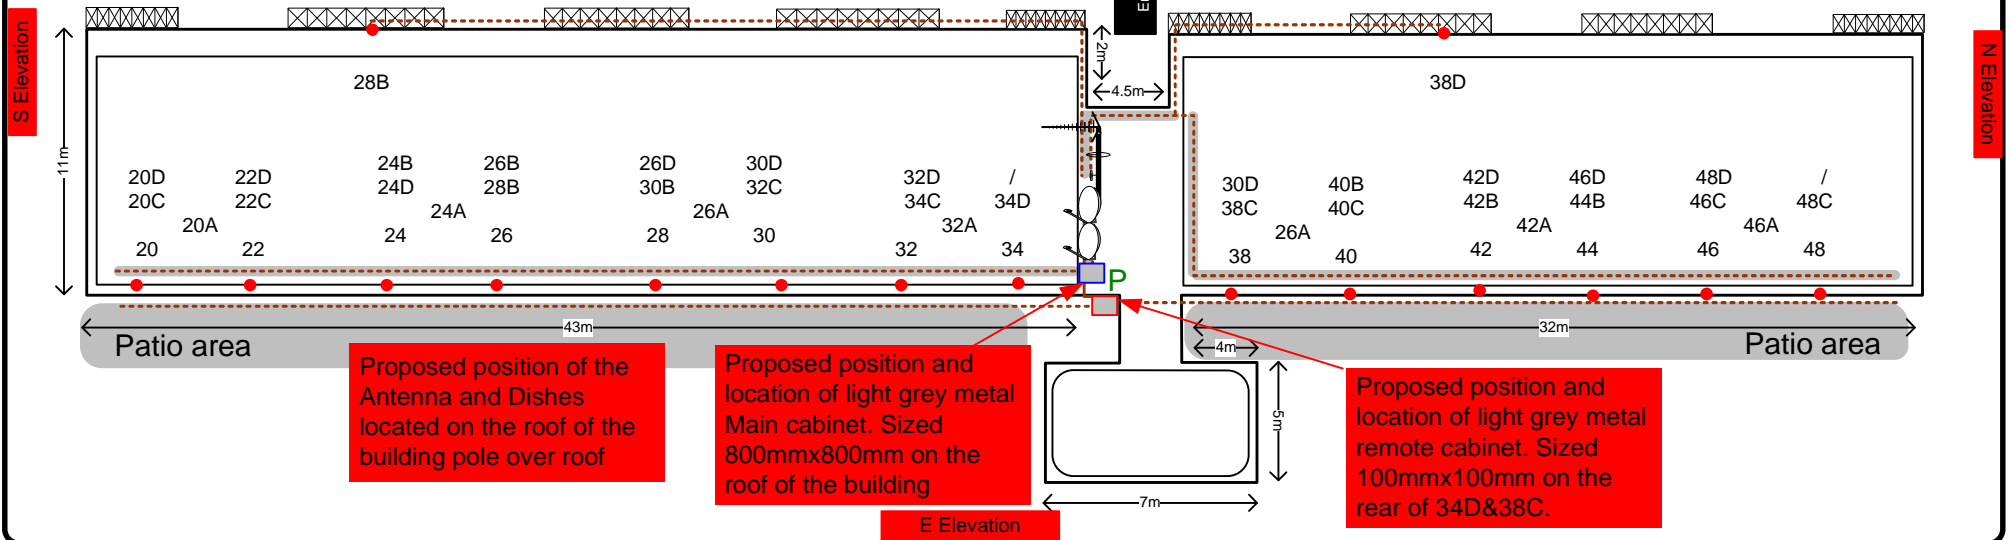 S Elevation
N Elevation
El
11m
2m
4.5m
28B
38D
20D
20C
20A
20
22D
22C
22
24B
24D
24A
24
26B
28B
26
26D
30B
26A
28
30D
32C
30
32D
34C
32A
32
/
34D
34
30D
38C
26A
38
40B
40C
40
42D
42B
42A
42
46D
44B
44
48D
46C
46A
46
/
48C
48
P
43m
32m
4m
5m
7m
Patio area
Patio area
Proposed position of the
Antenna and Dishes
located on the roof of the
building pole over roof
Proposed position and
location of light grey metal
Main cabinet. Sized
800mmx800mm on the
roof of the building
Proposed position and
location of light grey metal
remote cabinet. Sized
100mmx100mm on the
rear of 34D&38C.
E Elevation